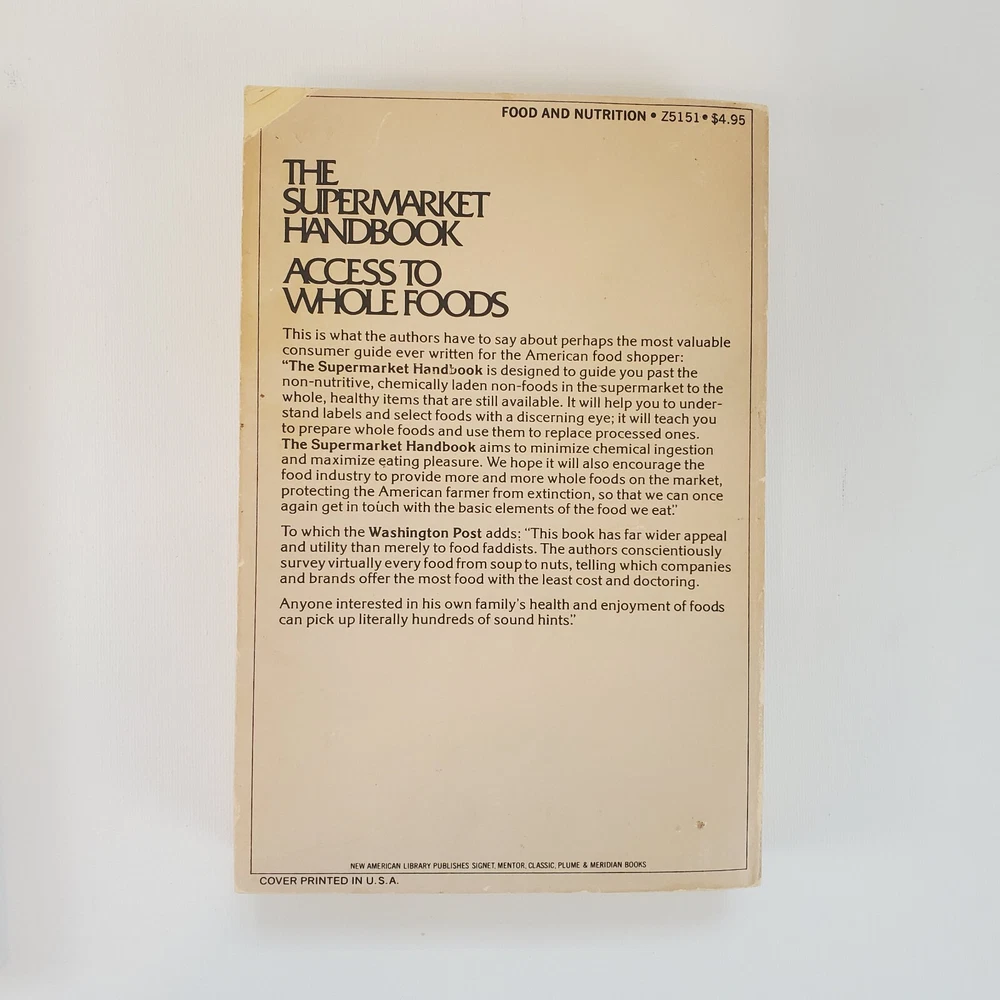 FOOD AND NUTRITION • Z5151 • $4.95
THE
SUPERMARKET
HANDBOOK
ACCESS TO
WHOLE FOODS
This is what the authors have to say about perhaps the most valuable
consumer guide ever written for the American food shopper:
“The Supermarket Handbook is designed to guide you past the
non-nutritive, chemically laden non-foods in the supermarket to the
whole, healthy items that are still available. It will help you to under-
stand labels and select foods with a discerning eye; it will teach you
to prepare whole foods and use them to replace processed ones.
The Supermarket Handbook aims to minimize chemical ingestion
and maximize eating pleasure. We hope it will also encourage the
food industry to provide more and more whole foods on the market,
protecting the American farmer from extinction, so that we can once
again get in touch with the basic elements of the food we eat.”
To which the Washington Post adds: “This book has far wider appeal
and utility than merely to food faddists. The authors conscientiously
survey virtually every food from soup to nuts, telling which companies
and brands offer the most food with the least cost and doctoring.
Anyone interested in his own family's health and enjoyment of foods
can pick up literally hundreds of sound hints.”
NEW AMERICAN LIBRARY PUBLISHES SIGNET, MENTOR, CLASSIC, PLUME & MERIDIAN BOOKS
COVER PRINTED IN U.S.A.